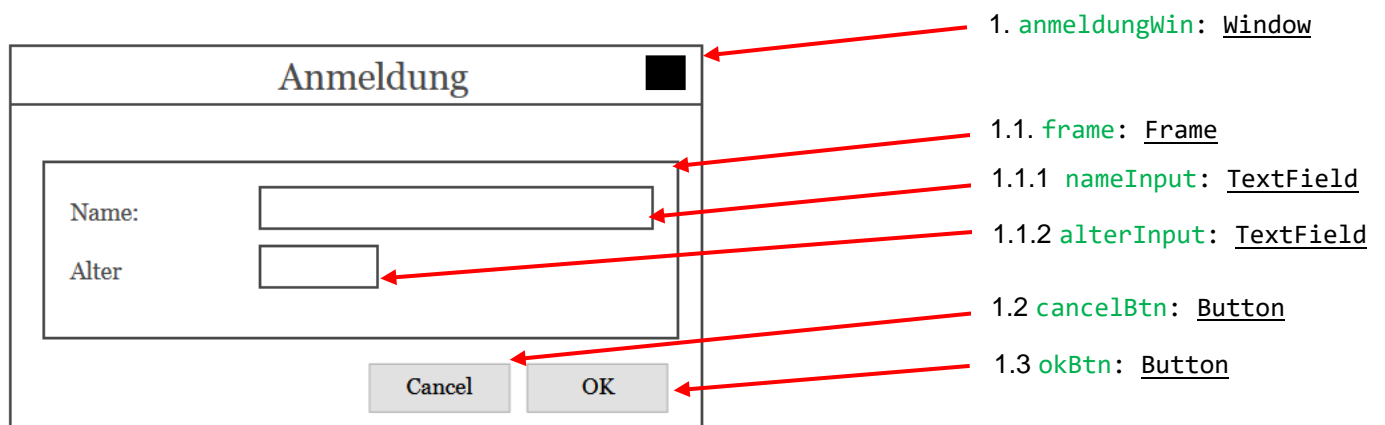 1. anmeldungWin: Window
Anmeldung
1.1. frame: Frame
1.1.1 nameInput: TextField
Name:
1.1.2 alterInput: TextField
Alter
1.2 cancelBtn: Button
1.3 okBtn: Button
Cancel OK